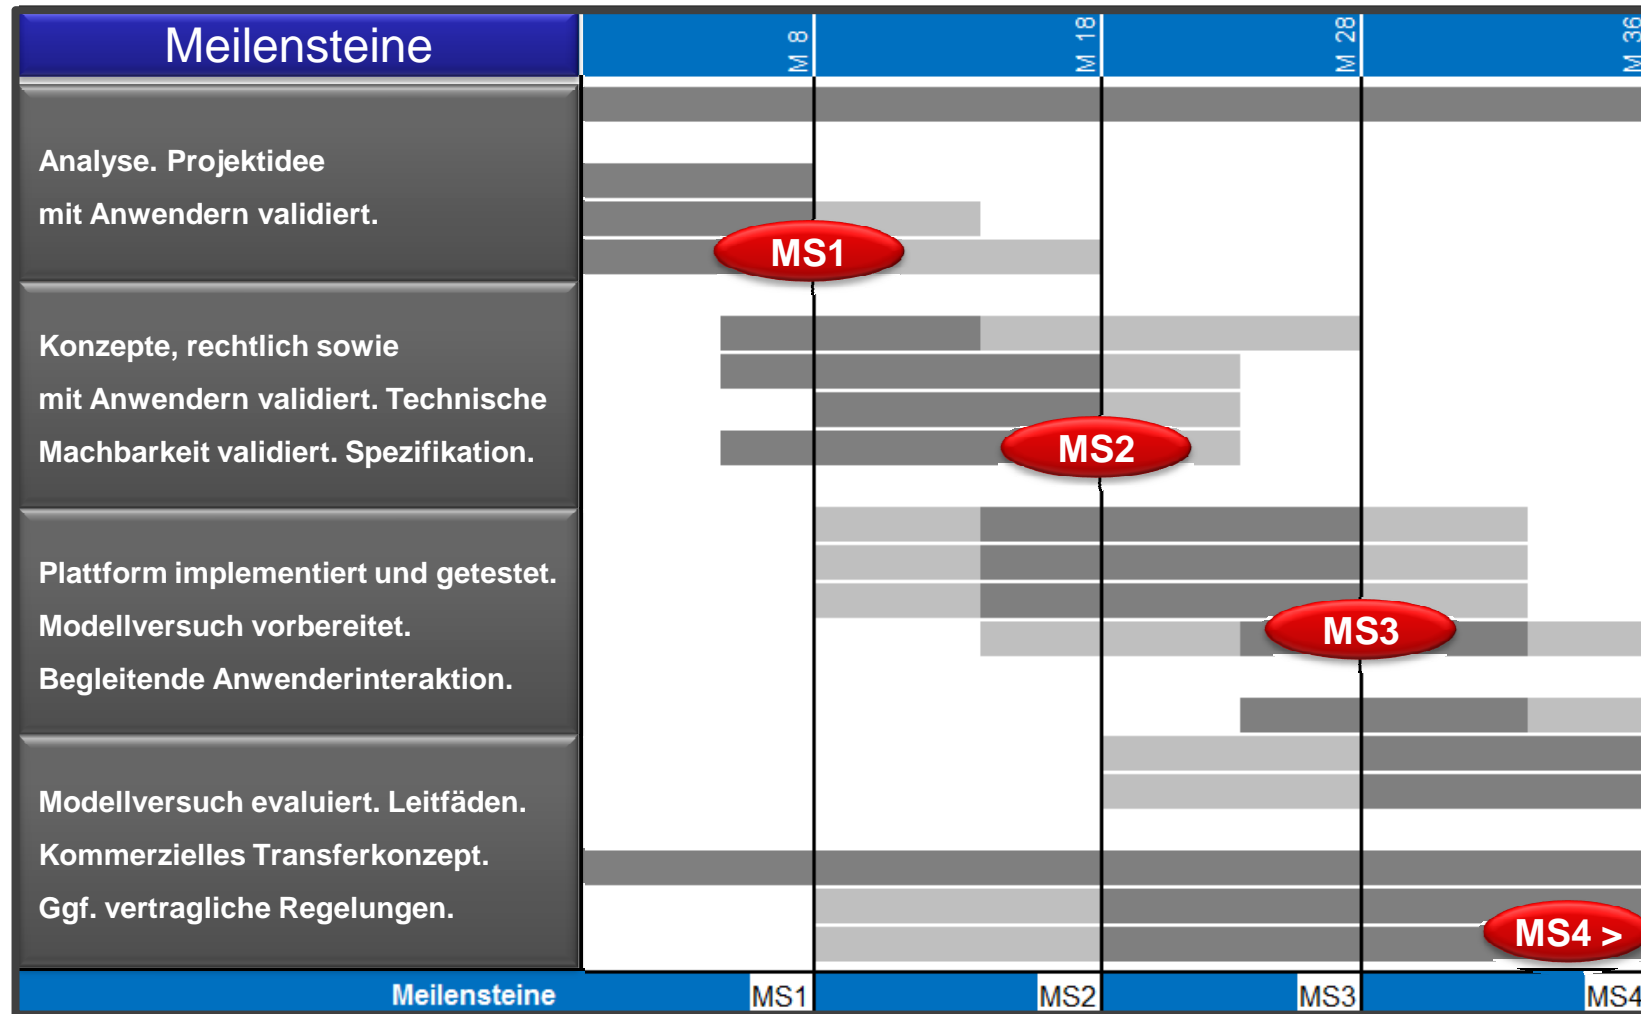 Meilensteine
M 8
M 18
M 28
M 36
Analyse. Projektidee
mit Anwendern validiert.
MS1
Konzepte, rechtlich sowie
mit Anwendern validiert. Technische
Machbarkeit validiert. Spezifikation.
MS2
Plattform implementiert und getestet.
Modellversuch vorbereitet.
Begleitende Anwenderinteraktion.
MS3
Modellversuch evaluiert. Leitfäden.
Kommerzielles Transferkonzept.
Ggf. vertragliche Regelungen.
MS4 >
Meilensteine
MS1
MS2
MS3
MS4